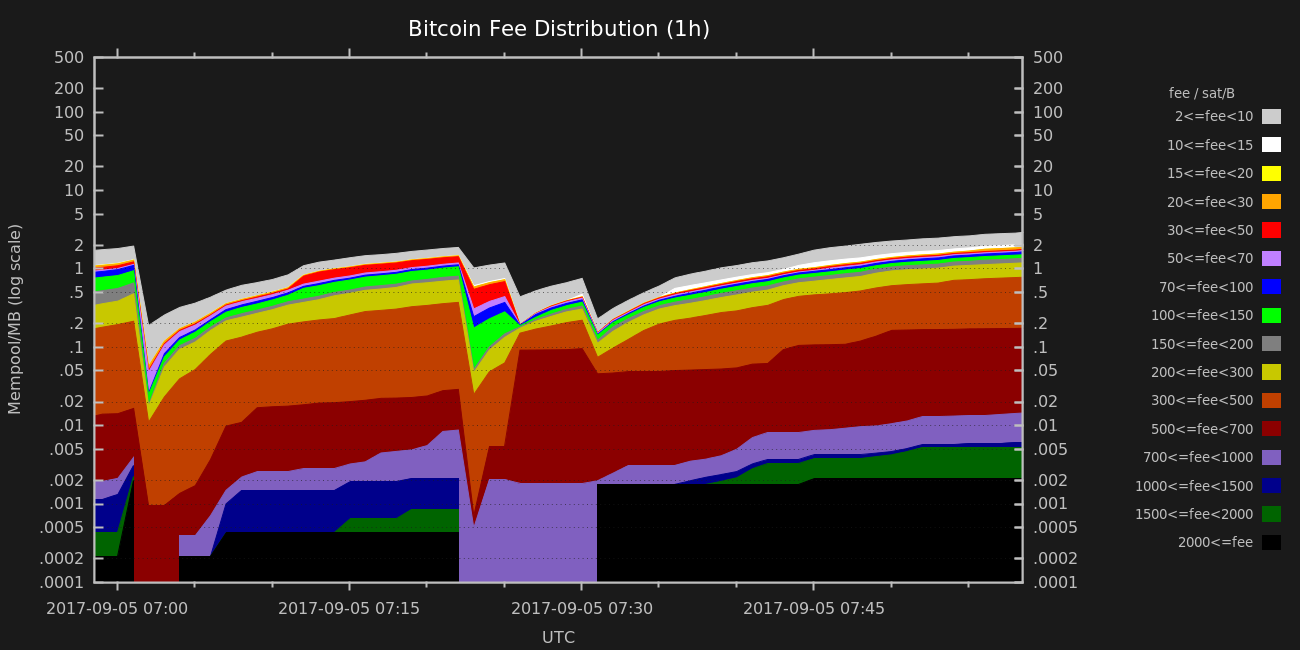 Bitcoin Fee Distribution (1h)
500
200
100
50
20
10
5
2
1
.5
.2
.1
.05
.02
.01
.005
.002
.001
.0005
.0002
.0001
Mempool/MB (log scale)
500
200
100
50
20
10
5
2
1
.5
.2
.1
.05
.02
.01
.005
.002
.001
.0005
.0002
.0001
2017-09-05 07:00
2017-09-05 07:15
2017-09-05 07:30
2017-09-05 07:45
UTC
fee / sat/B
2<=fee<10
10<=fee<15
15<=fee<20
20<=fee<30
30<=fee<50
50<=fee<70
70<=fee<100
100<=fee<150
150<=fee<200
200<=fee<300
300<=fee<500
500<=fee<700
700<=fee<1000
1000<=fee<1500
1500<=fee<2000
2000<=fee